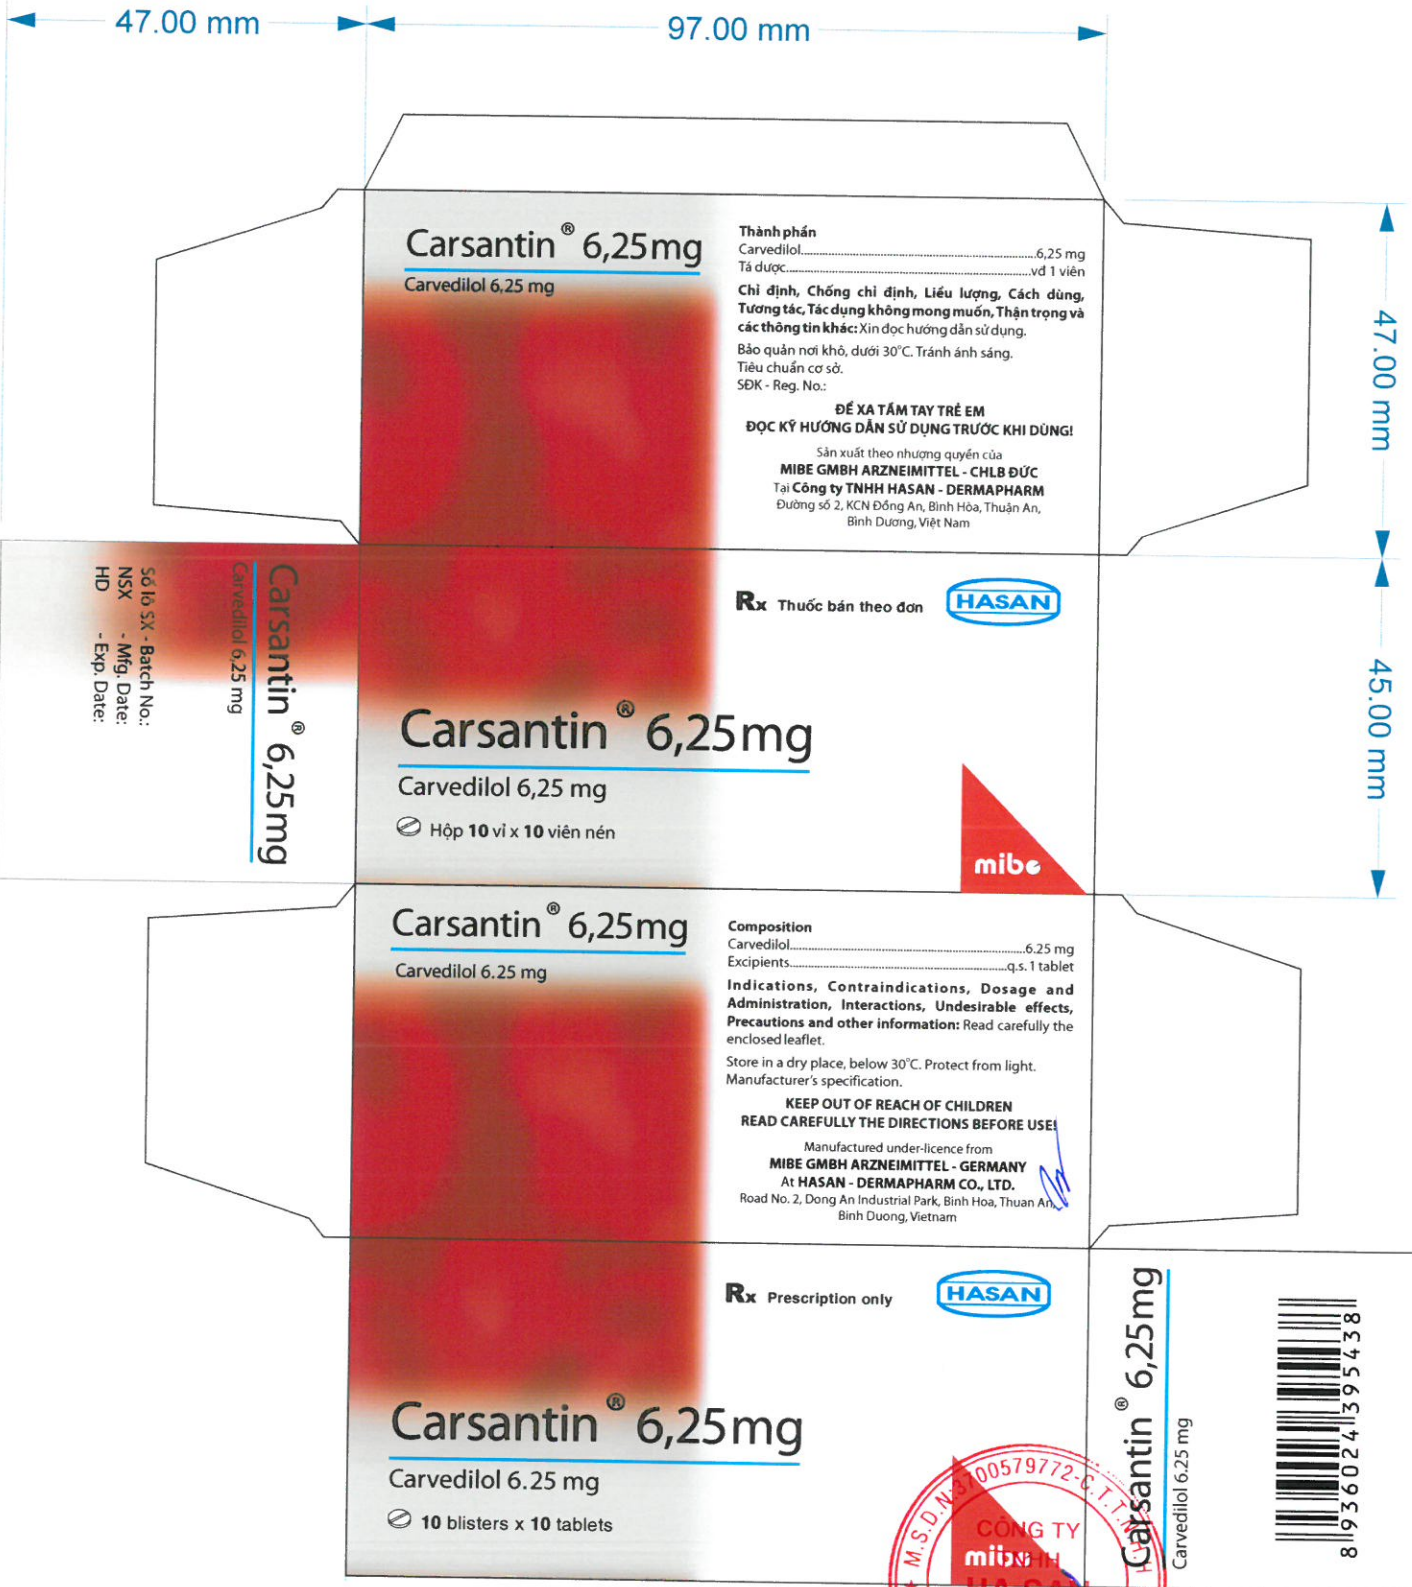 47.00 mm
97.00 mm
Carsantin® 6,25mg
Carvedilol 6,25 mg
Thành phần
Carvedilol...6,25 mg
Tá dược...vđ 1 viên
Chỉ định, Chống chỉ định, Liều lượng, Cách dùng,
Tương tác, Tác dụng không mong muốn, Thận trọng và
các thông tin khác: Xin đọc hướng dẫn sử dụng.
Bảo quản nơi khô, dưới 30°C. Tránh ánh sáng.
Tiêu chuẩn cơ sở.
SĐK - Reg. No.:
ĐỂ XA TẦM TAY TRẺ EM
ĐỌC KỸ HƯỚNG DẪN SỬ DỤNG TRƯỚC KHI DÙNG!
Sản xuất theo nhượng quyền của
MIBE GMBH ARZNEIMITTEL - CHLB ĐỨC
Tại Công ty TNHH HASAN - DERMAPHARM
Đường số 2, KCN Đồng An, Bình Hòa, Thuận An,
Bình Dương, Việt Nam
47.00 mm
Carsantin® 6,25mg
Carvedilol 6,25 mg
Số lô SX - Batch No.:
NSX - Mfg. Date:
HD - Exp. Date:
Rx Thuốc bán theo đơn
HASAN
Carsantin® 6,25mg
Carvedilol 6,25 mg
Hộp 10 vỉ x 10 viên nén
mibe
45.00 mm
Carsantin® 6,25mg
Carvedilol 6.25 mg
Composition
Carvedilol...6.25 mg
Excipients...q.s. 1 tablet
Indications, Contraindications, Dosage and
Administration, Interactions, Undesirable effects,
Precautions and other information: Read carefully the
enclosed leaflet.
Store in a dry place, below 30°C. Protect from light.
Manufacturer's specification.
KEEP OUT OF REACH OF CHILDREN
READ CAREFULLY THE DIRECTIONS BEFORE USE!
Manufactured under-licence from
MIBE GMBH ARZNEIMITTEL - GERMANY
At HASAN - DERMAPHARM CO., LTD.
Road No. 2, Dong An Industrial Park, Binh Hoa, Thuan An,
Binh Duong, Vietnam
Rx Prescription only
HASAN
Carsantin® 6,25mg
Carvedilol 6.25 mg
10 blisters x 10 tablets
mibe
M.S.D.N:3700579772-C.T.T.N.H.H
CÔNG TY
TNHH
HASAN
Carsantin® 6,25mg
Carvedilol 6.25 mg
8 936024 395438